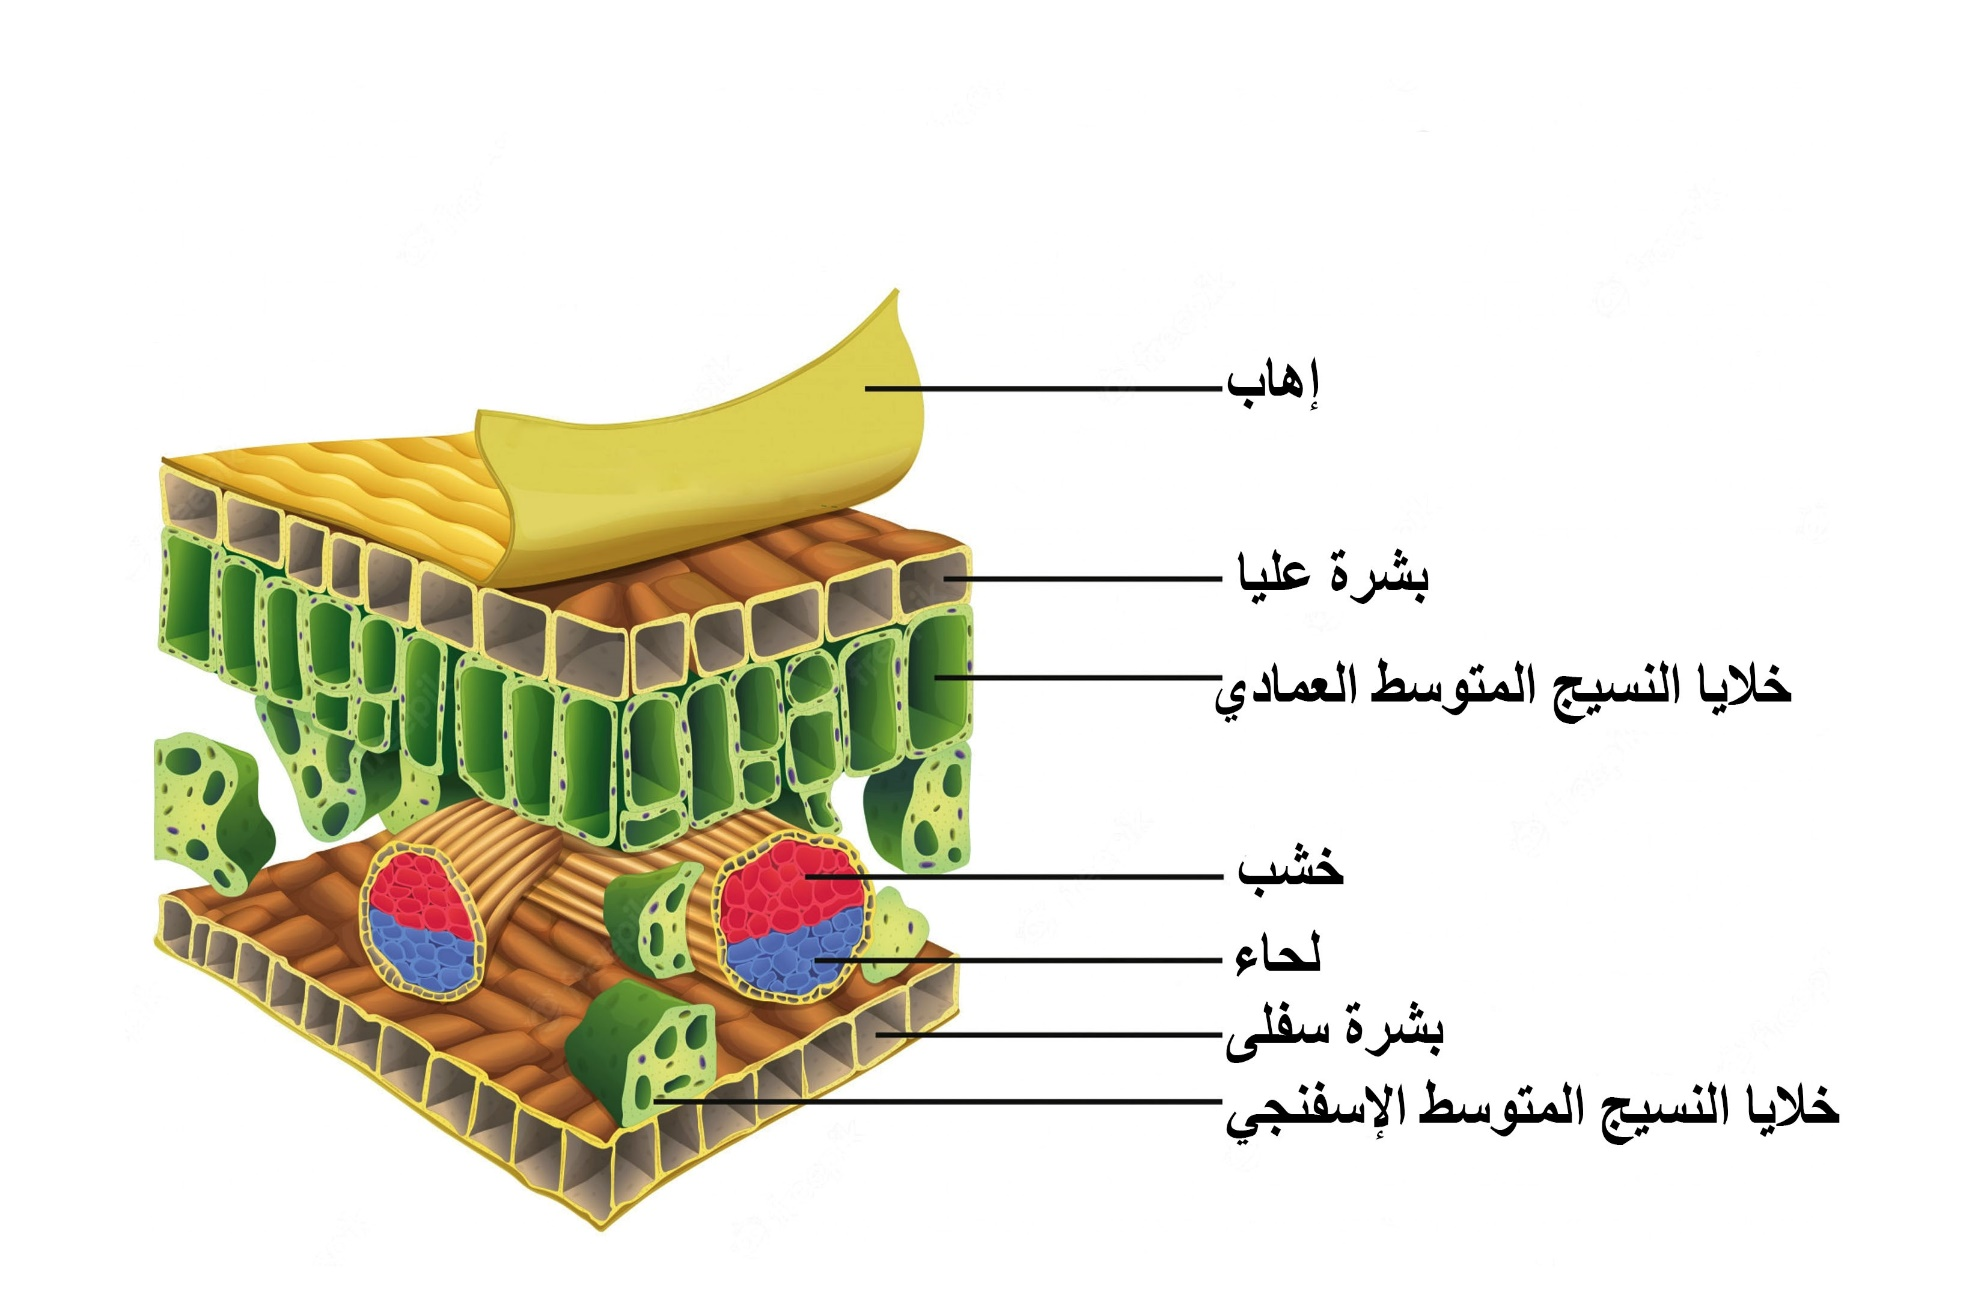 إهاب
بشرة عليا
خلايا النسيج المتوسط العمادي
خشب
لحاء
بشرة سفلى
خلايا النسيج المتوسط الإسفنجي